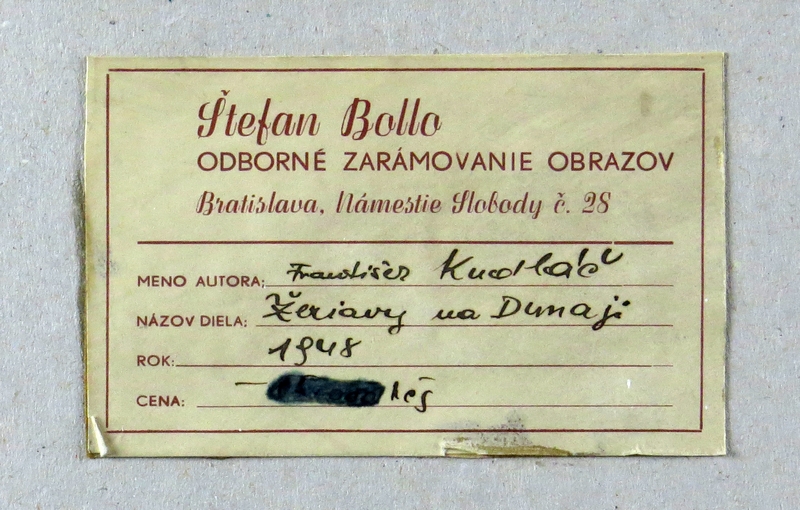 Štefan Bollo
ODBORNÉ ZARÁMOVANIE OBRAZOV
Bratislava, Námestie Slobody č. 28
MENO AUTORA: František Kudláč
NÁZOV DIELA: Žeriavy na Dunaji
ROK: 1948
CENA: Kčs